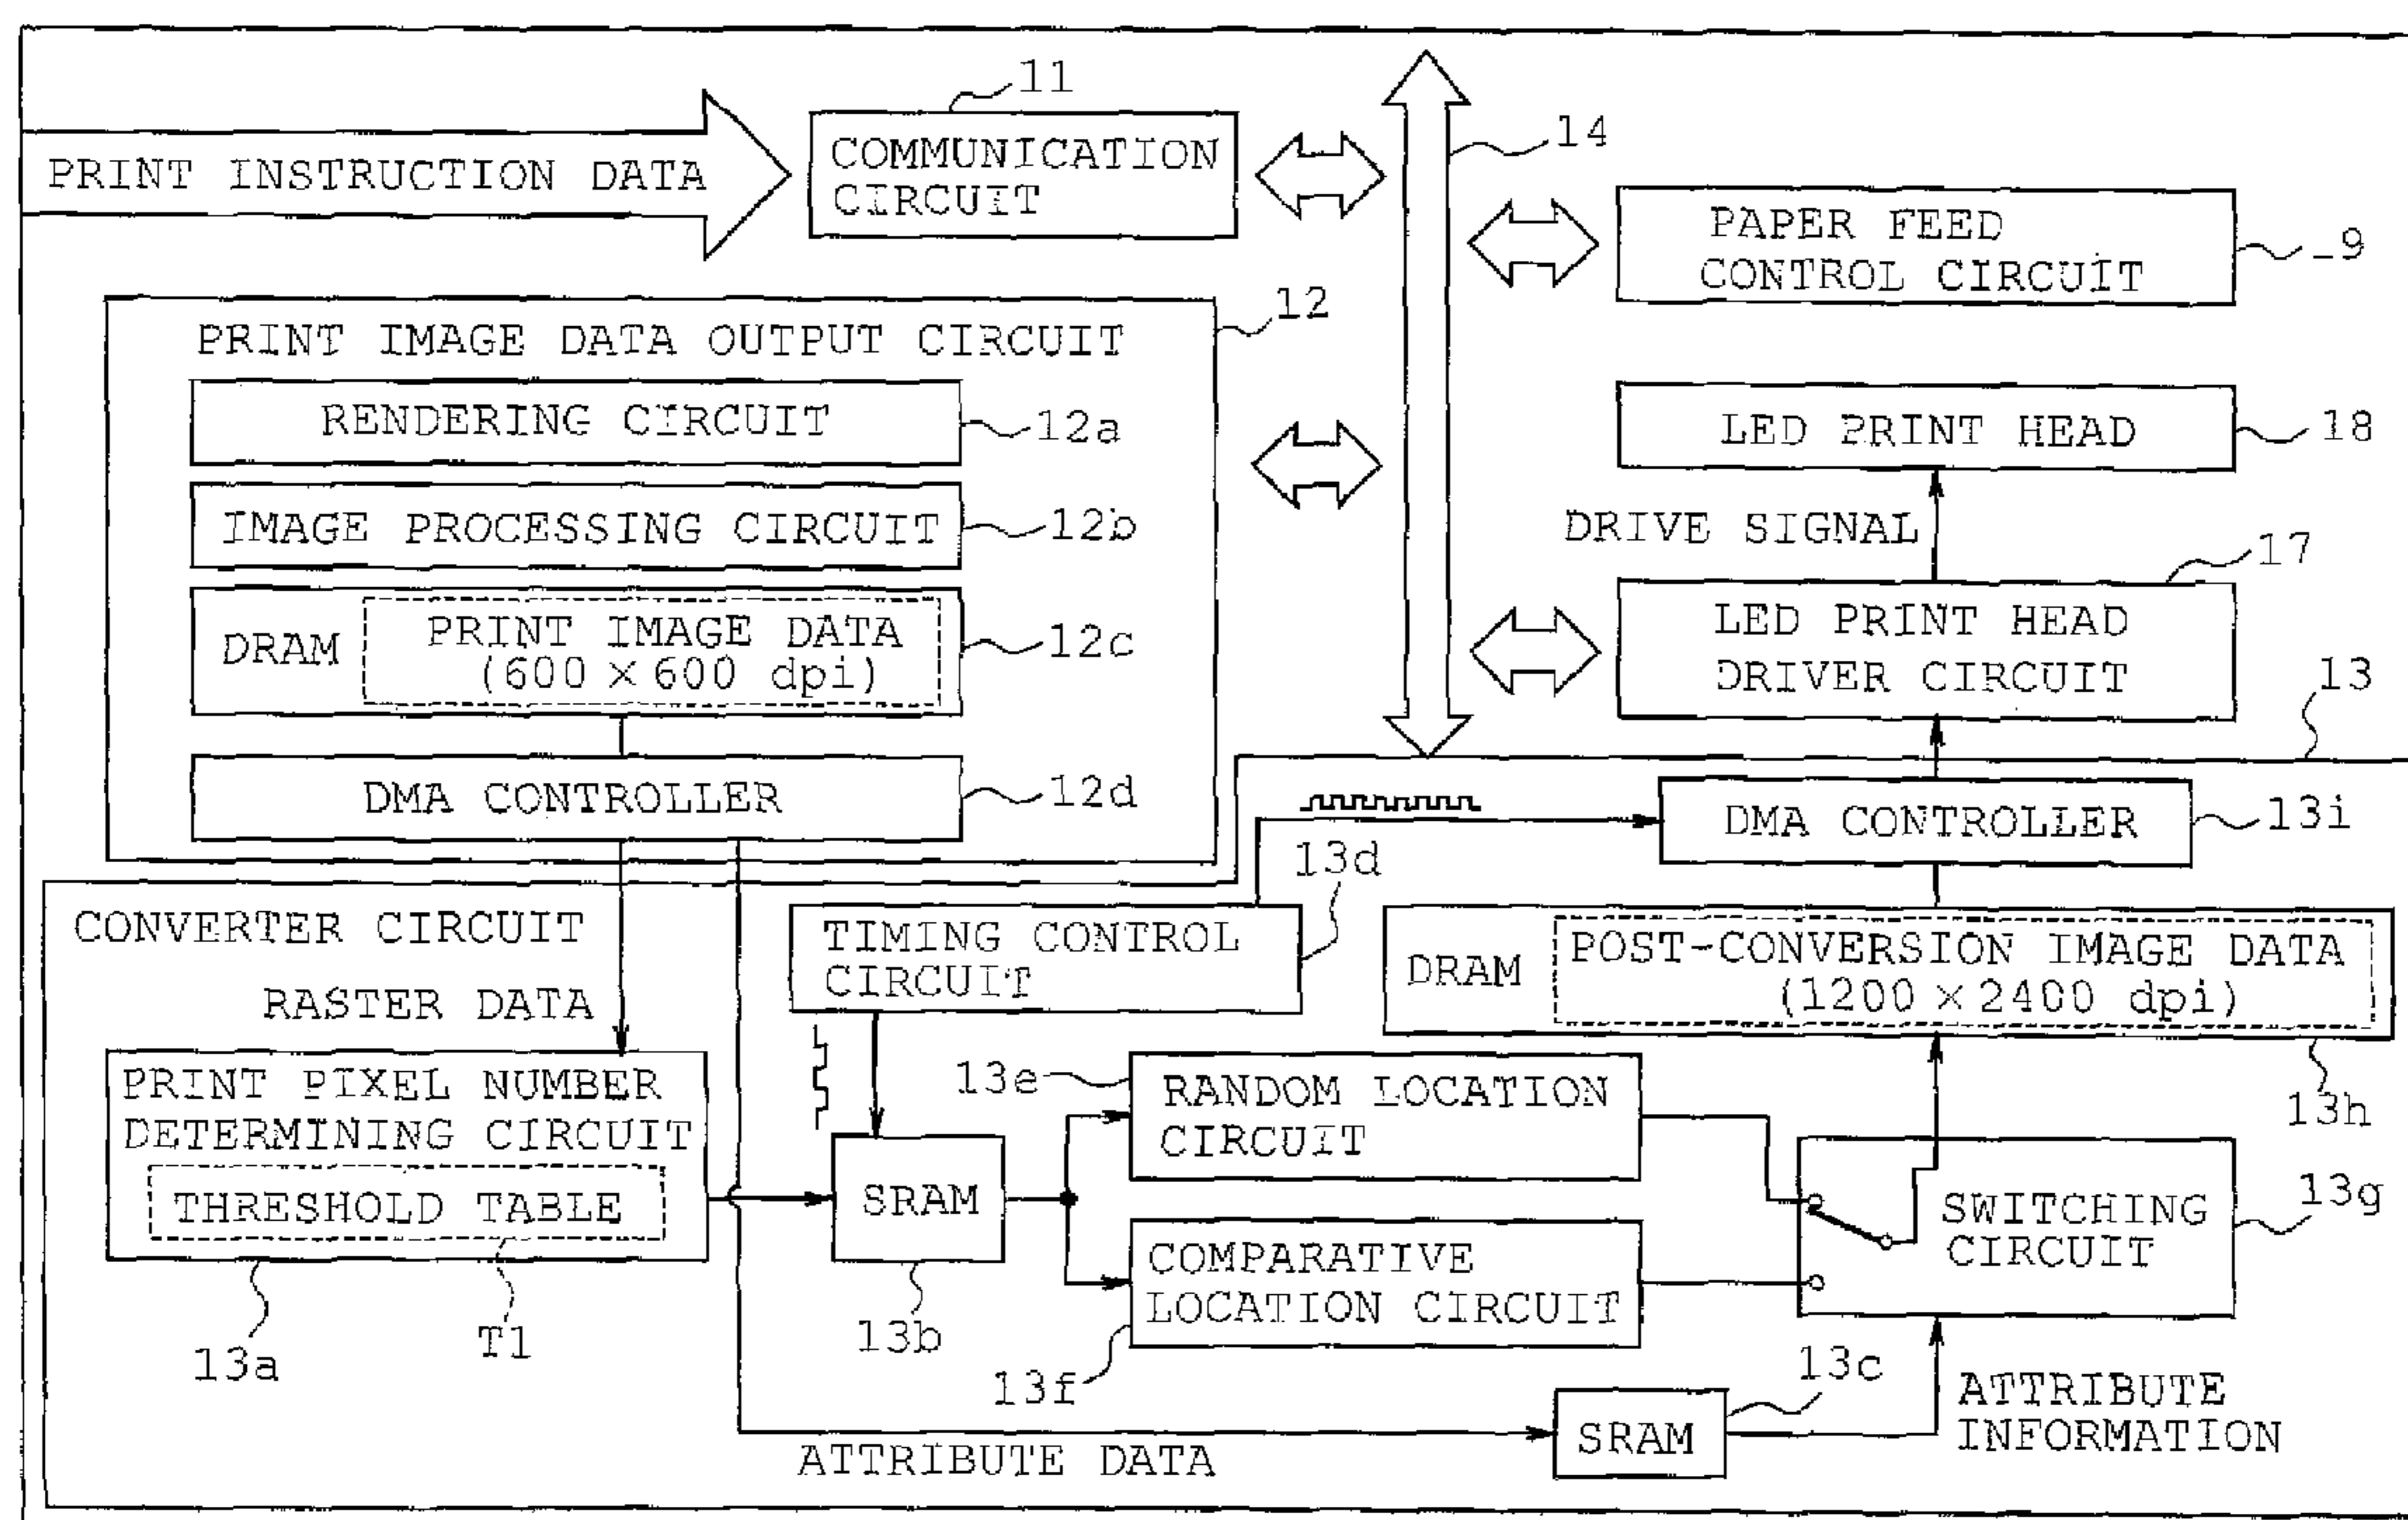 11
PRINT INSTRUCTION DATA
COMMUNICATION
CIRCUIT
14
PAPER FEED
CONTROL CIRCUIT
12
PRINT IMAGE DATA OUTPUT CIRCUIT
RENDERING CIRCUIT
12a
LED PRINT HEAD
18
IMAGE PROCESSING CIRCUIT
12b
DRIVE SIGNAL
17
DRAM
PRINT IMAGE DATA
(600 × 600 dpi)
12c
LED PRINT HEAD
DRIVER CIRCUIT
13
DMA CONTROLLER
12d
DMA CONTROLLER
13i
13d
CONVERTER CIRCUIT
TIMING CONTROL
CIRCUIT
DRAM
POST-CONVERSION IMAGE DATA
(1200 × 2400 dpi)
13h
RASTER DATA
PRINT PIXEL NUMBER
DETERMINING CIRCUIT
THRESHOLD TABLE
13a
T1
SRAM
13b
13e
RANDOM LOCATION
CIRCUIT
COMPARATIVE
LOCATION CIRCUIT
13f
SWITCHING
CIRCUIT
13g
13c
SRAM
ATTRIBUTE
INFORMATION
ATTRIBUTE DATA